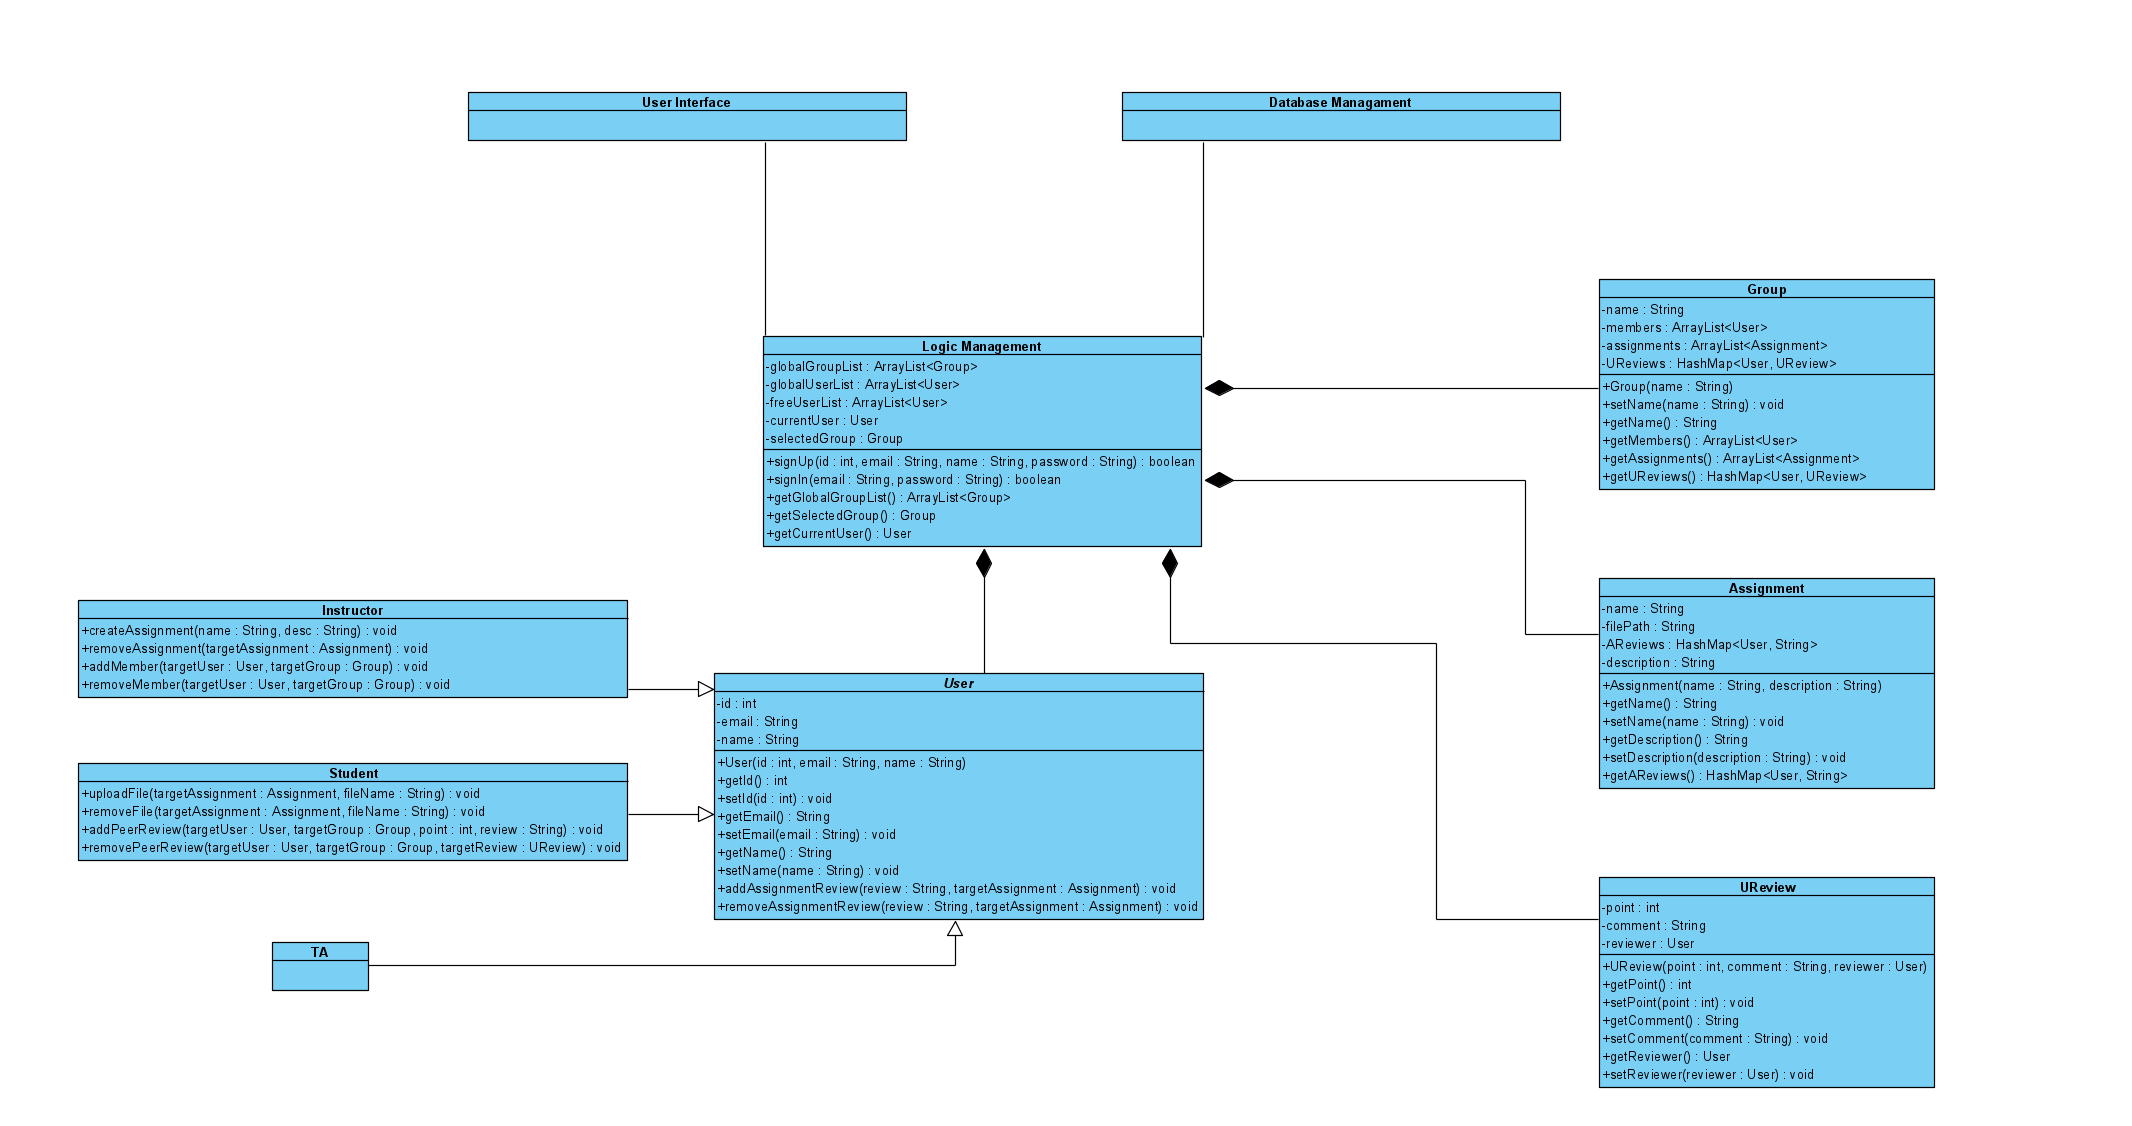 User Interface
Database Managament
Logic Management
-globalGroupList : ArrayList<Group>
-globalUserList : ArrayList<User>
-freeUserList : ArrayList<User>
-currentUser : User
-selectedGroup : Group
+signUp(id : int, email : String, name : String, password : String) : boolean
+signIn(email : String, password : String) : boolean
+getGlobalGroupList() : ArrayList<Group>
+getSelectedGroup() : Group
+getCurrentUser() : User
Group
-name : String
-members : ArrayList<User>
-assignments : ArrayList<Assignment>
-UReviews : HashMap<User, UReview>
+Group(name : String)
+setName(name : String) : void
+getName() : String
+getMembers() : ArrayList<User>
+getAssignments() : ArrayList<Assignment>
+getUReviews() : HashMap<User, UReview>
Instructor
+createAssignment(name : String, desc : String) : void
+removeAssignment(targetAssignment : Assignment) : void
+addMember(targetUser : User, targetGroup : Group) : void
+removeMember(targetUser : User, targetGroup : Group) : void
Student
+uploadFile(targetAssignment : Assignment, fileName : String) : void
+removeFile(targetAssignment : Assignment, fileName : String) : void
+addPeerReview(targetUser : User, targetGroup : Group, point : int, review : String) : void
+removePeerReview(targetUser : User, targetGroup : Group, targetReview : UReview) : void
TA
User
-id : int
-email : String
-name : String
+User(id : int, email : String, name : String)
+getId() : int
+setId(id : int) : void
+getEmail() : String
+setEmail(email : String) : void
+getName() : String
+setName(name : String) : void
+addAssignmentReview(review : String, targetAssignment : Assignment) : void
+removeAssignmentReview(review : String, targetAssignment : Assignment) : void
Assignment
-name : String
-filePath : String
-AReviews : HashMap<User, String>
-description : String
+Assignment(name : String, description : String)
+getName() : String
+setName(name : String) : void
+getDescription() : String
+setDescription(description : String) : void
+getAReviews() : HashMap<User, String>
UReview
-point : int
-comment : String
-reviewer : User
+UReview(point : int, comment : String, reviewer : User)
+getPoint() : int
+setPoint(point : int) : void
+getComment() : String
+setComment(comment : String) : void
+getReviewer() : User
+setReviewer(reviewer : User) : void